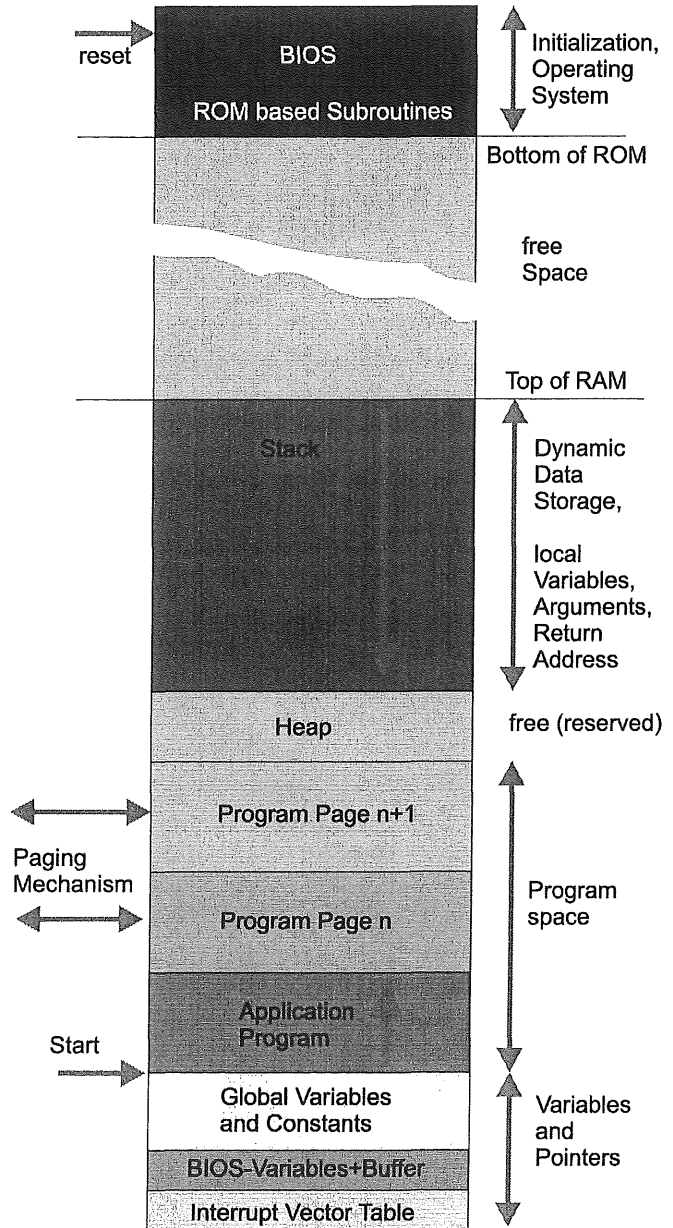 reset
BIOS
ROM based Subroutines
Initialization,
Operating
System
Bottom of ROM
free
Space
Top of RAM
Stack
Dynamic
Data
Storage,
local
Variables,
Arguments,
Return
Address
Heap
free (reserved)
Program Page n+1
Paging
Mechanism
Program Page n
Program
space
Application
Program
Start
Global Variables
and Constants
Variables
and
Pointers
BIOS-Variables+Buffer
Interrupt Vector Table